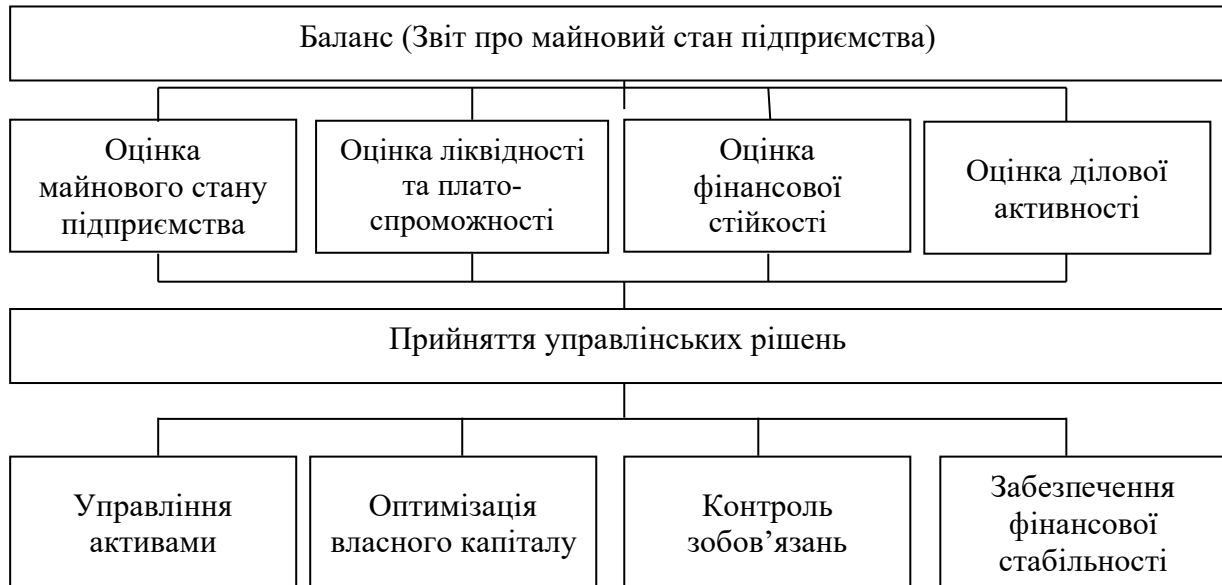 Баланс (Звіт про майновий стан підприємства)
Оцінка
майнового стану
підприємства
Оцінка ліквідності
та плато-
спроможності
Оцінка
фінансової
стійкості
Оцінка ділової
активності
Прийняття управлінських рішень
Управління
активами
Оптимізація
власного капіталу
Контроль
зобов’язань
Забезпечення
фінансової
стабільності